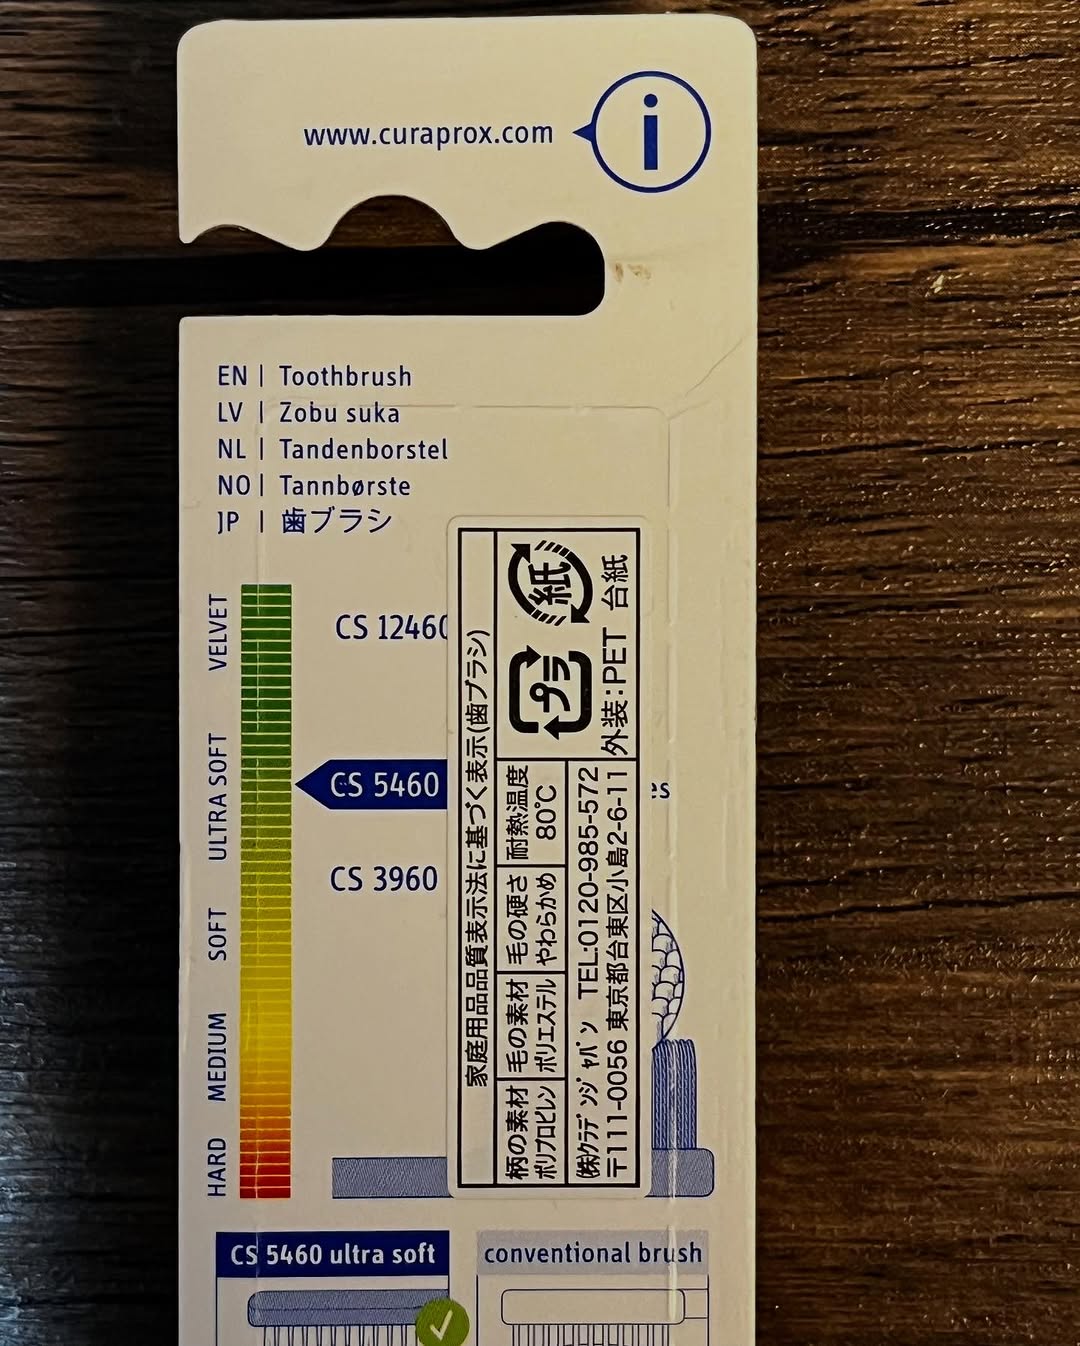 www.curaprox.com
i
EN | Toothbrush
LV | Zobu suka
NL | Tandenborstel
NO | Tannbørste
JP | 歯ブラシ
VELVET
ULTRA SOFT
SOFT
MEDIUM
HARD
CS 12460
CS 5460
CS 3960
家庭用品品質表示法に基づく表示(歯ブラシ)
柄の素材
ポリプロピレン
毛の素材
ポリエステル
毛の硬さ
やわらかめ
耐熱温度
80℃
㈱クラデンジャパン TEL:0120-985-572
〒111-0056 東京都台東区小島2-6-11
プラ
紙
外装:PET 台紙
CS 5460 ultra soft
conventional brush